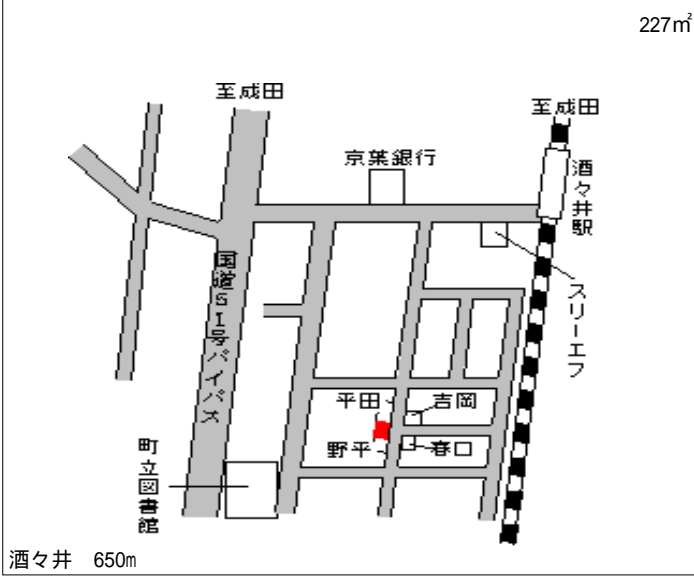 227㎡
至成田
至成田
京葉銀行
酒々井駅
スリーエフ
国道51号バイパス
平田
吉岡
野平
春口
町立図書館
酒々井　650m